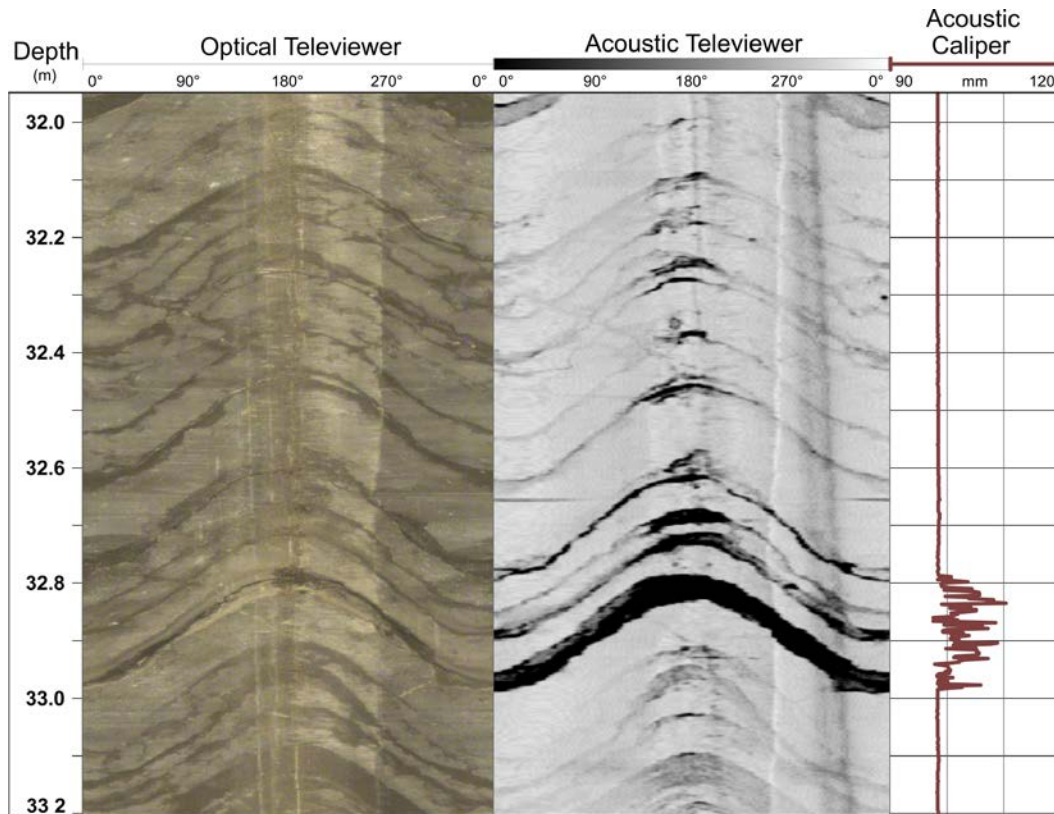 Depth
(m)
Optical Televiewer
Acoustic Televiewer
Acoustic
Caliper
0° 90° 180° 270° 0°
90° 180° 270° 0°
90 mm 120
32.0
32.2
32.4
32.6
32.8
33.0
33 2